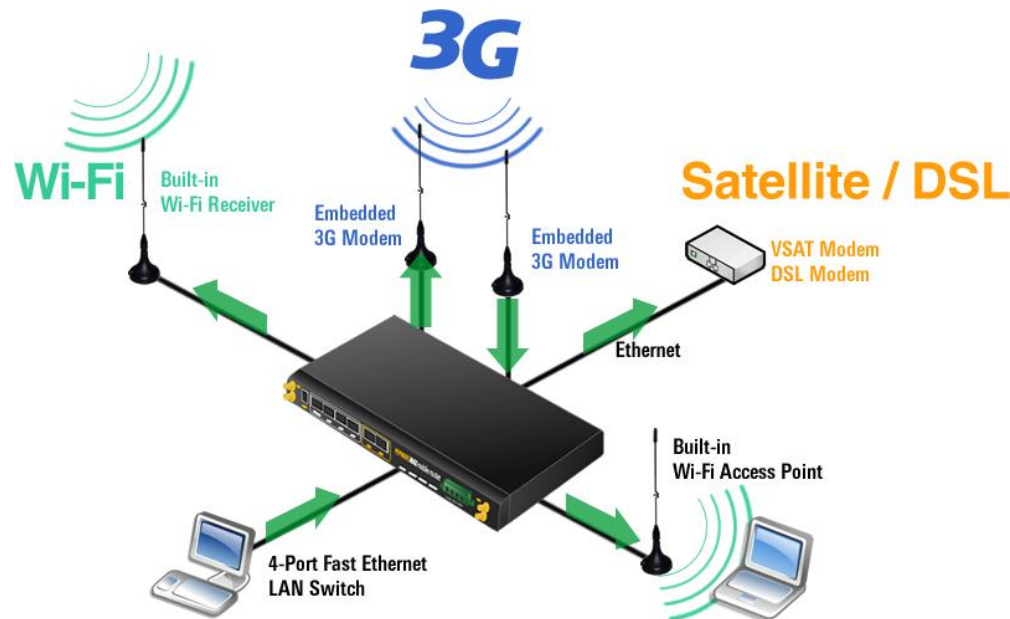 3G
Wi-Fi
Built-in
Wi-Fi Receiver
Embedded
3G Modem
Embedded
3G Modem
Satellite / DSL
VSAT Modem
DSL Modem
Ethernet
Built-in
Wi-Fi Access Point
4-Port Fast Ethernet
LAN Switch